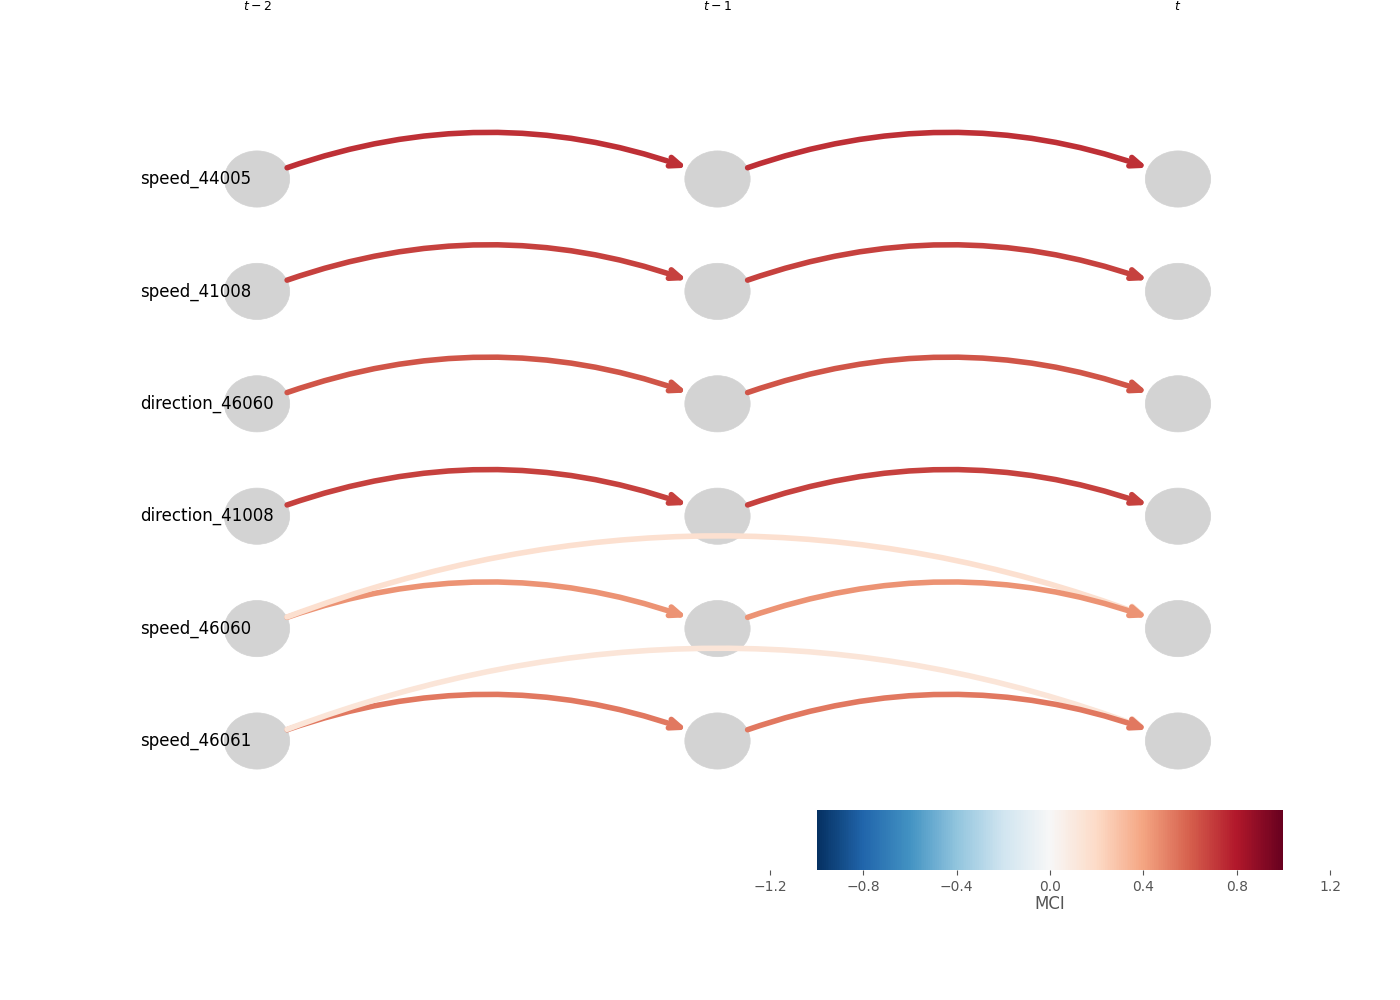 t − 2 t − 1 t
speed_44005
speed_41008
direction_46060
direction_41008
speed_46060
speed_46061
−1.2 −0.8 −0.4 0.0 0.4 0.8 1.2
MCI